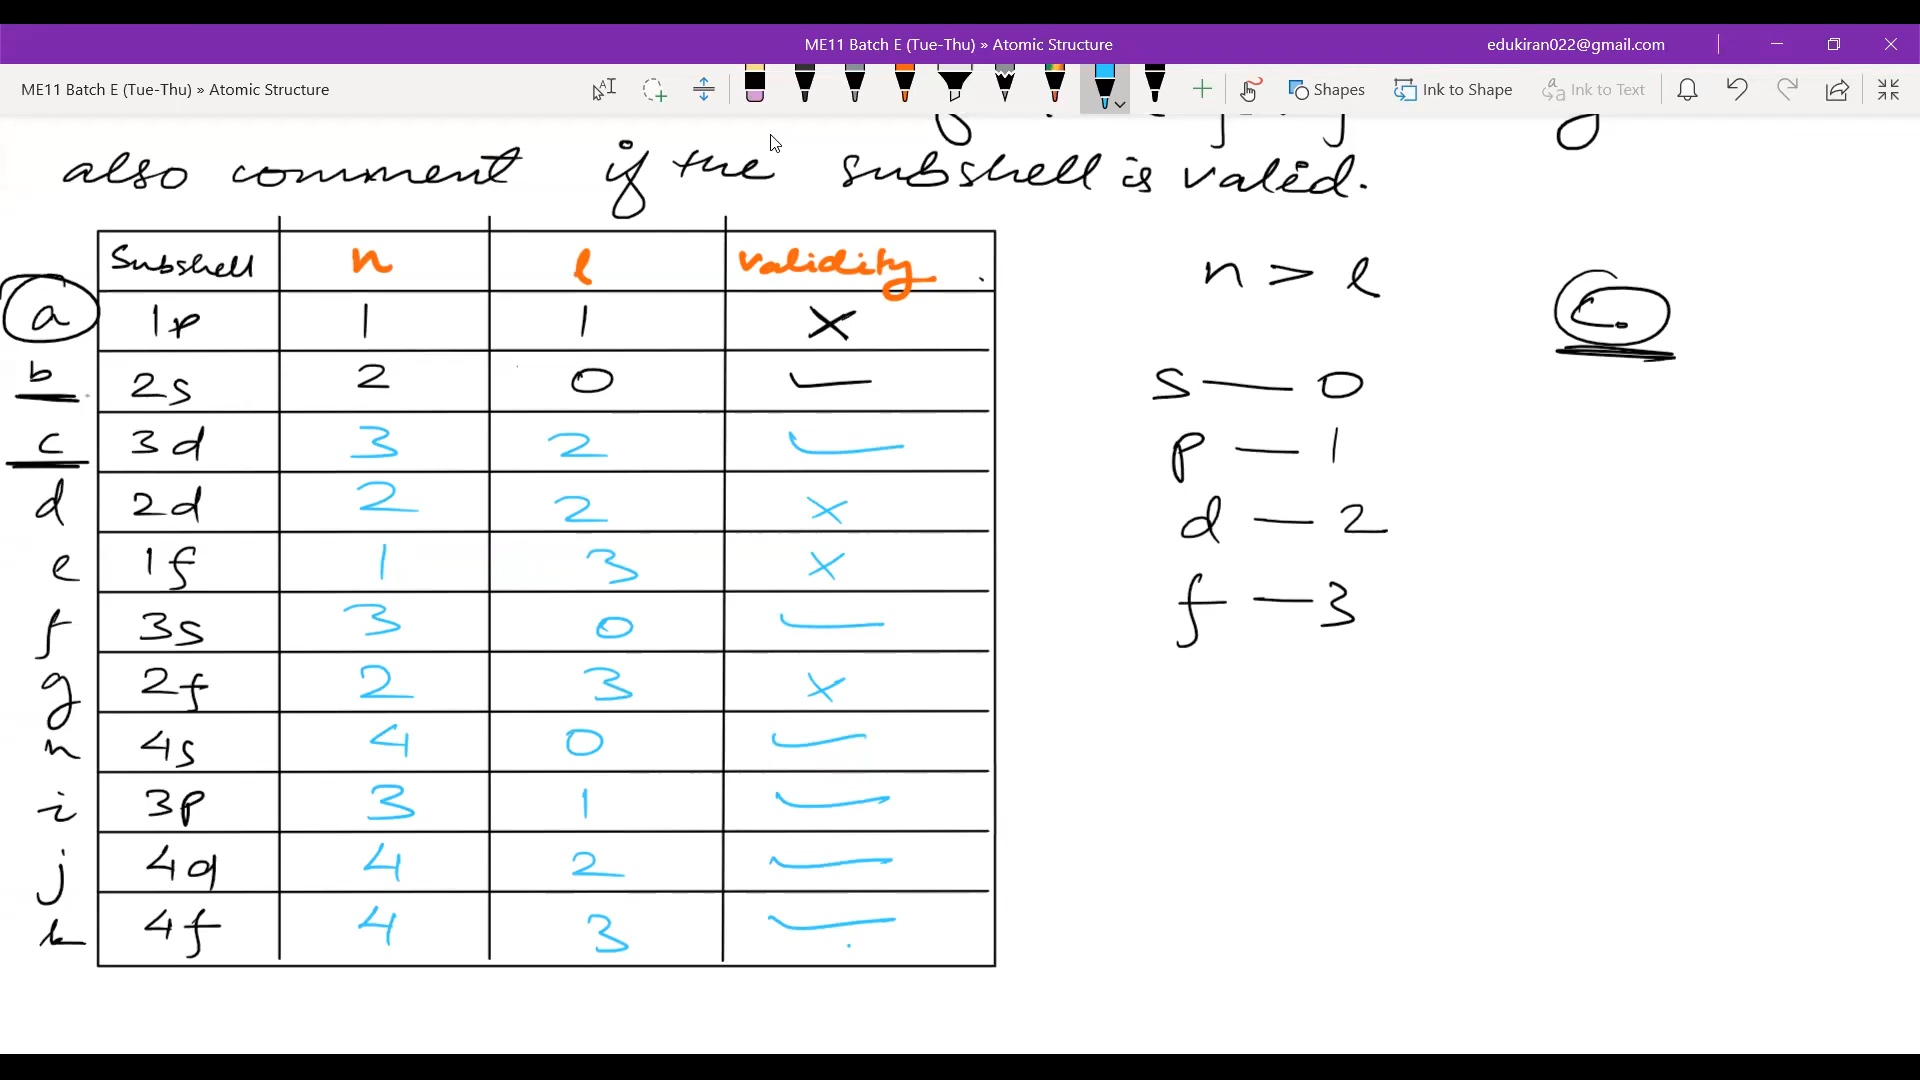 ME11 Batch E (Tue-Thu) » Atomic Structure
edukiran022@gmail.com
ME11 Batch E (Tue-Thu) » Atomic Structure
Shapes
Ink to Shape
Ink to Text
also comment if the subshell is valid.
Subshell n l validity
a 1p 1 1 ×
b 2s 2 0 ✓
c 3d 3 2 ✓
d 2d 2 2 ×
e 1f 1 3 ×
f 3s 3 0 ✓
g 2f 2 3 ×
h 4s 4 0 ✓
i 3p 3 1 ✓
j 4d 4 2 ✓
k 4f 4 3 ✓
n > l
s — 0
p — 1
d — 2
f — 3